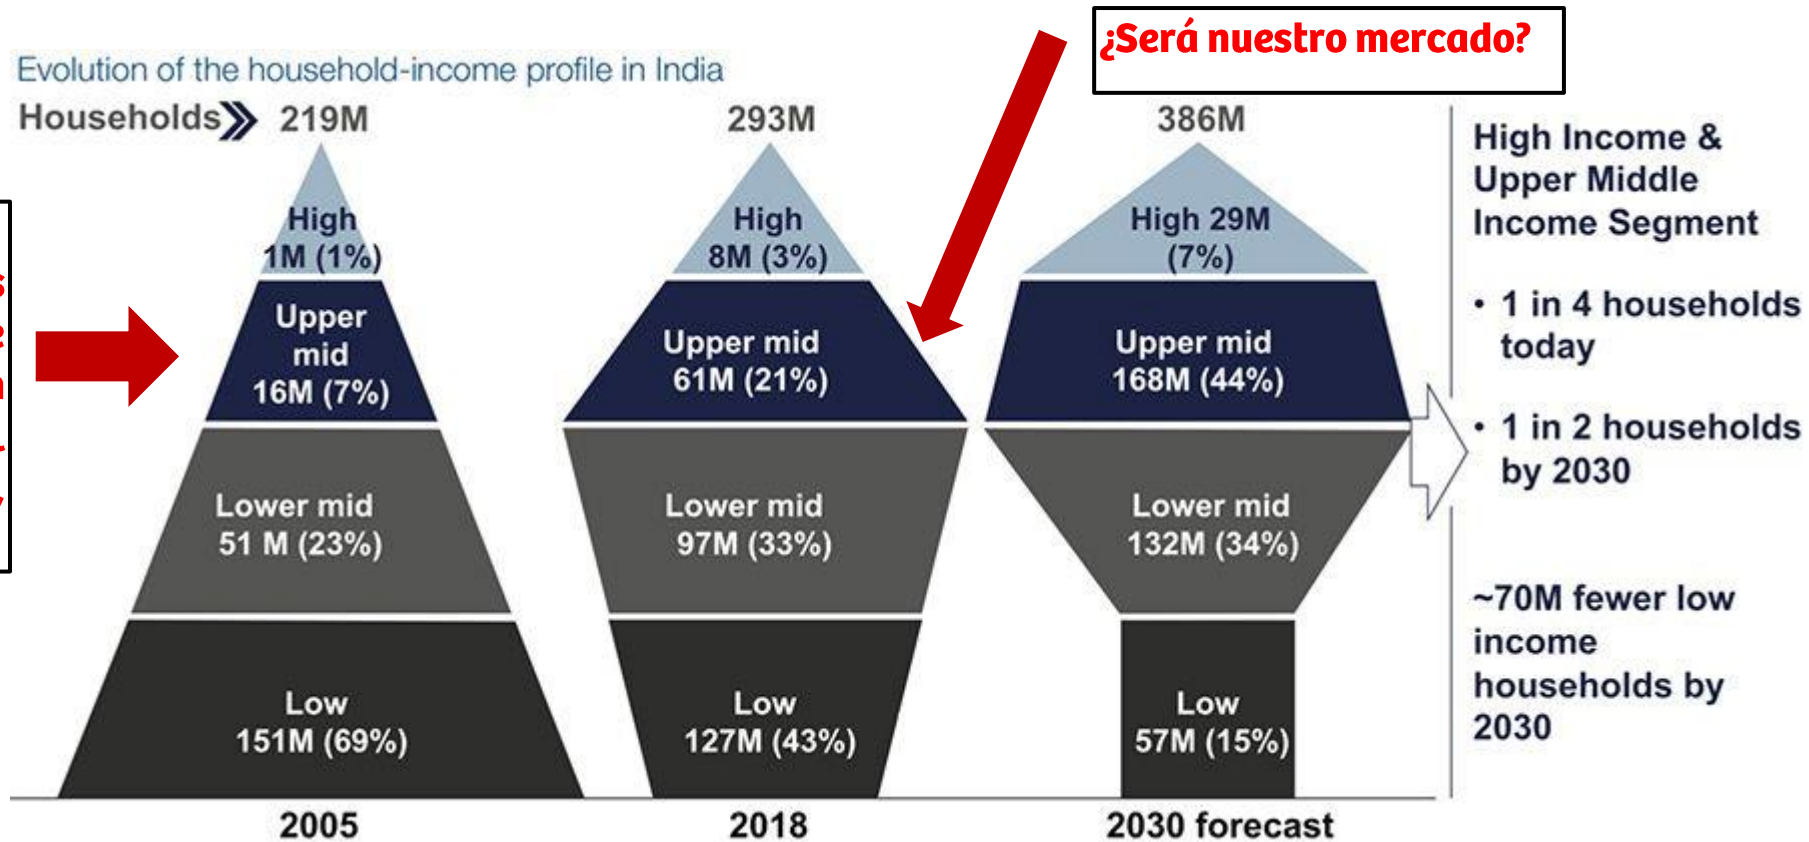 ¿Será nuestro mercado?
Evolution of the household-income profile in India
Households 219M 293M 386M
High
1M (1%)
Upper
mid
16M (7%)
Lower mid
51 M (23%)
Low
151M (69%)
2005
High
8M (3%)
Upper mid
61M (21%)
Lower mid
97M (33%)
Low
127M (43%)
2018
High 29M
(7%)
Upper mid
168M (44%)
Lower mid
132M (34%)
Low
57M (15%)
2030 forecast
High Income &
Upper Middle
Income Segment
• 1 in 4 households
today
• 1 in 2 households
by 2030
~70M fewer low
income
households by
2030